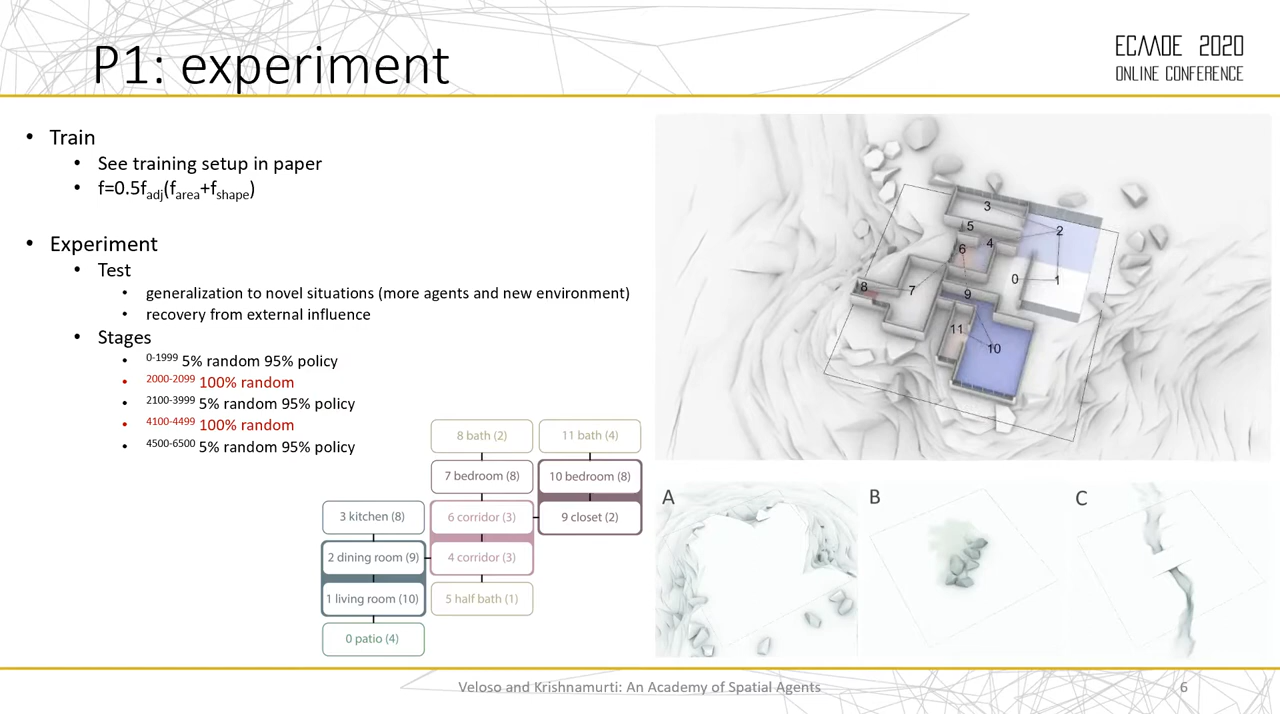 P1: experiment
ECAADE 2020
ONLINE CONFERENCE
• Train
• See training setup in paper
• f=0.5fadj(farea+fshape)
• Experiment
• Test
• generalization to novel situations (more agents and new environment)
• recovery from external influence
• Stages
• 0-1999 5% random 95% policy
• 2000-2099 100% random
• 2100-3999 5% random 95% policy
• 4100-4499 100% random
• 4500-6500 5% random 95% policy
8 bath (2)
11 bath (4)
7 bedroom (8)
10 bedroom (8)
3 kitchen (8)
6 corridor (3)
9 closet (2)
2 dining room (9)
4 corridor (3)
1 living room (10)
5 half bath (1)
0 patio (4)
3
5
2
4
6
0
1
8
7
9
11
10
A
B
C
Veloso and Krishnamurti: An Academy of Spatial Agents
6